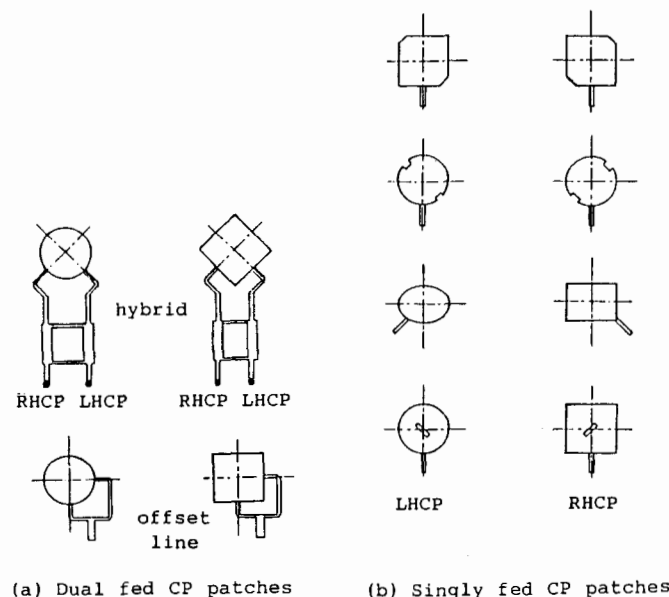 hybrid
RHCP LHCP RHCP LHCP
offset
line
(a) Dual fed CP patches
LHCP RHCP
(b) Singly fed CP patches